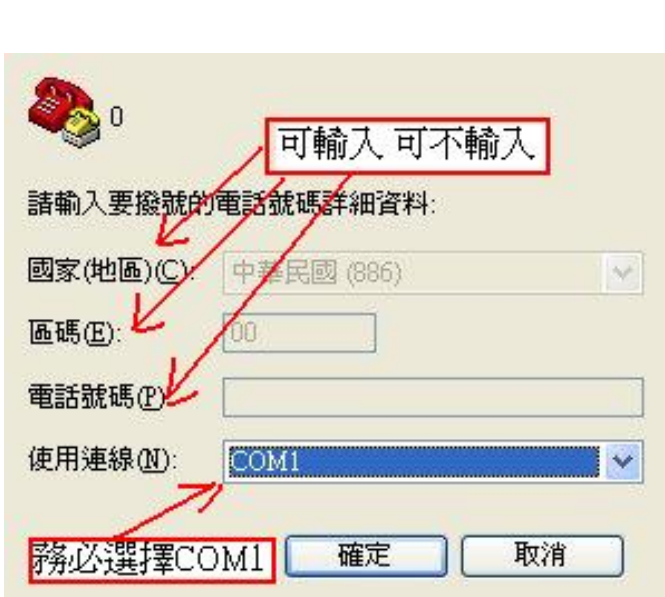 0
可輸入 可不輸入
請輸入要撥號的電話號碼詳細資料:
國家(地區)(C): 中華民國 (886)
區碼(E): 00
電話號碼(P)
使用連線(N): COM1
務必選擇COM1 確定 取消